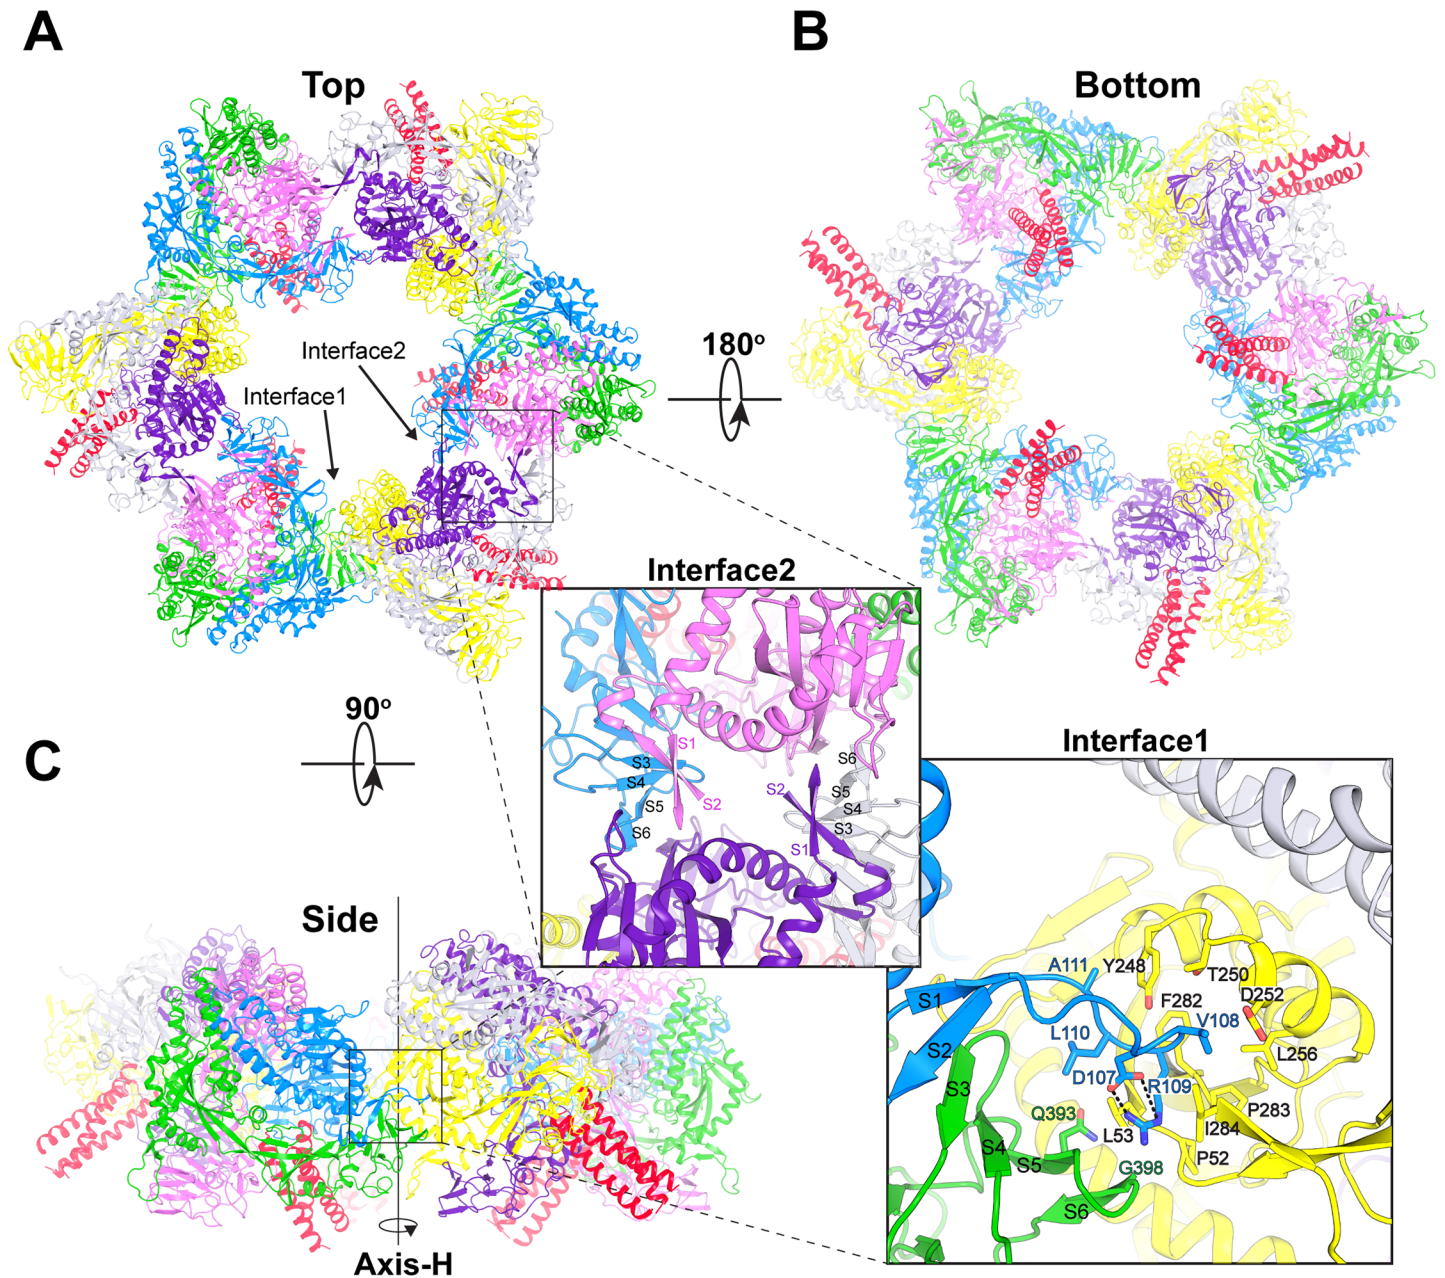 A
Top
Interface2
Interface1
180º
B
Bottom
90º
C
Side
Axis-H
Interface2
S1
S3
S4
S2
S5
S6
S6
S5
S2
S4
S3
S1
Interface1
A111
Y248
T250
S1
F282
D252
V108
L110
S2
L256
D107
R109
S3
P283
Q393
L53
I284
S4
S5
G398
P52
S6